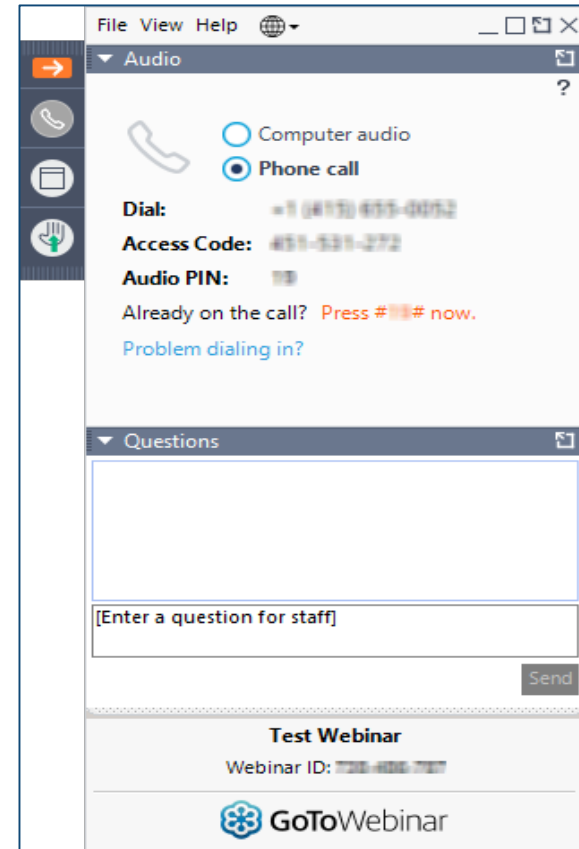 File View Help
Audio
?
Computer audio
Phone call
Dial:
Access Code:
Audio PIN:
Already on the call? Press # # now.
Problem dialing in?
Questions
[Enter a question for staff]
Send
Test Webinar
Webinar ID:
GoToWebinar